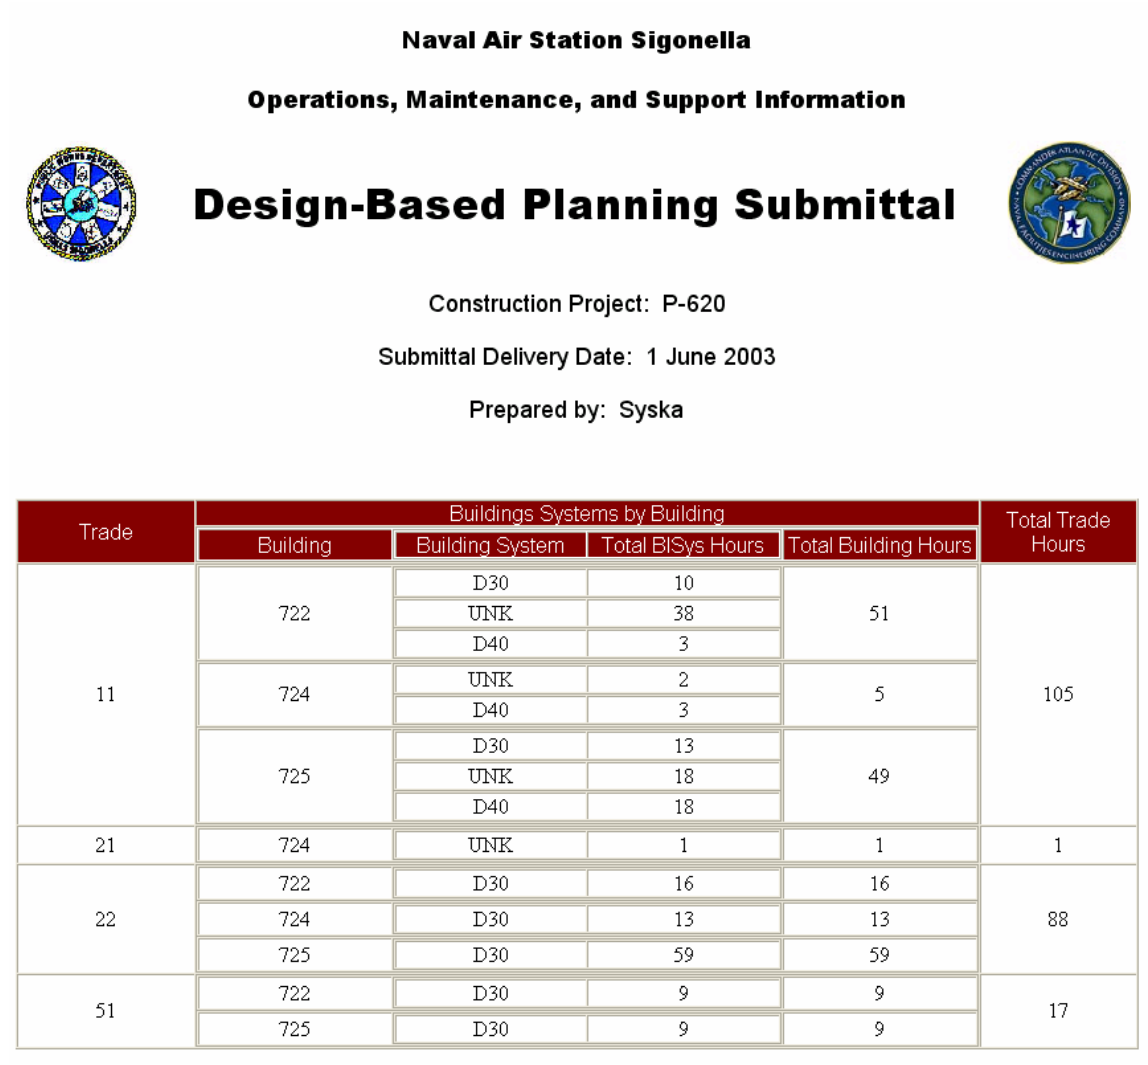 Naval Air Station Sigonella
Operations, Maintenance, and Support Information
Design-Based Planning Submittal
Construction Project: P-620
Submittal Delivery Date: 1 June 2003
Prepared by: Syska
Trade
Buildings Systems by Building
Total Trade Hours
Building Building System Total BlSys Hours Total Building Hours
11 722 D30 10 51 105
UNK 38
D40 3
724 UNK 2 5
D40 3
725 D30 13 49
UNK 18
D40 18
21 724 UNK 1 1 1
22 722 D30 16 16 88
724 D30 13 13
725 D30 59 59
51 722 D30 9 9 17
725 D30 9 9